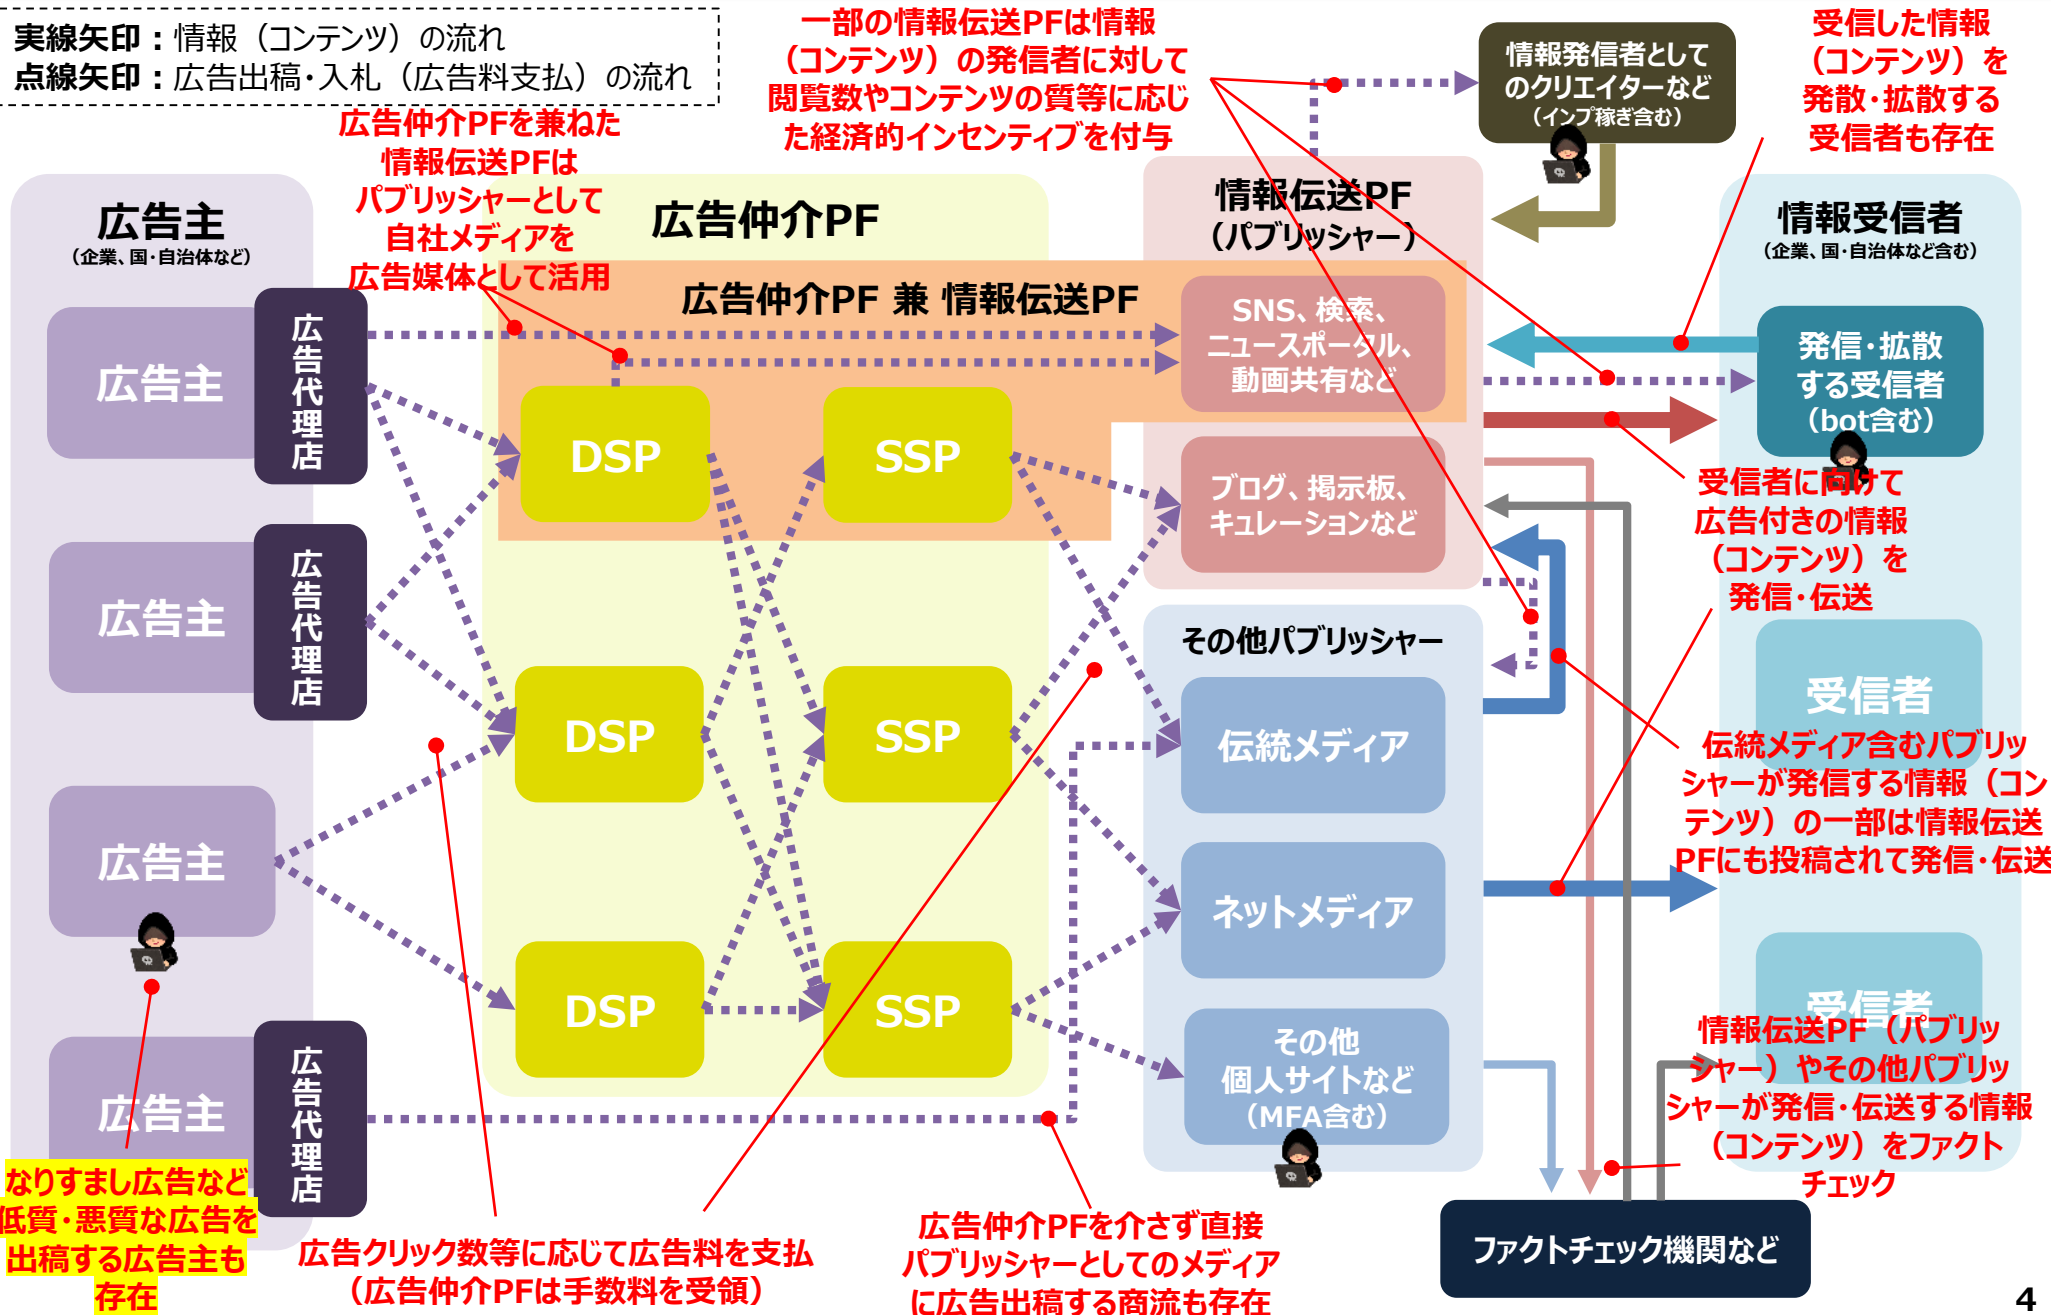 実線矢印：情報（コンテンツ）の流れ
点線矢印：広告出稿・入札（広告料支払）の流れ
一部の情報伝送PFは情報
（コンテンツ）の発信者に対して
閲覧数やコンテンツの質等に応じ
た経済的インセンティブを付与
情報発信者として
のクリエイターなど
（インプ稼ぎ含む）
受信した情報
（コンテンツ）を
発散・拡散する
受信者も存在
広告仲介PFを兼ねた
情報伝送PFは
パブリッシャーとして
自社メディアを
広告媒体として活用
広告主
（企業、国・自治体など）
広告仲介PF
情報伝送PF
（パブリッシャー）
情報受信者
（企業、国・自治体など含む）
広告仲介PF 兼 情報伝送PF
広告主
広告代理店
SNS、検索、
ニュースポータル、
動画共有など
発信・拡散
する受信者
（bot含む）
DSP
SSP
ブログ、掲示板、
キュレーションなど
受信者に向けて
広告付きの情報
（コンテンツ）を
発信・伝送
広告主
広告代理店
その他パブリッシャー
DSP
SSP
伝統メディア
受信者
伝統メディア含むパブリッ
シャーが発信する情報（コン
テンツ）の一部は情報伝送
PFにも投稿されて発信・伝送
広告主
ネットメディア
DSP
SSP
受信者
その他
個人サイトなど
（MFA含む）
情報伝送PF（パブリッ
シャー）やその他パブリッ
シャーが発信・伝送する情報
（コンテンツ）をファクト
チェック
広告主
広告代理店
なりすまし広告など
低質・悪質な広告を
出稿する広告主も
存在
広告クリック数等に応じて広告料を支払
（広告仲介PFは手数料を受領）
広告仲介PFを介さず直接
パブリッシャーとしてのメディア
に広告出稿する商流も存在
ファクトチェック機関など
4